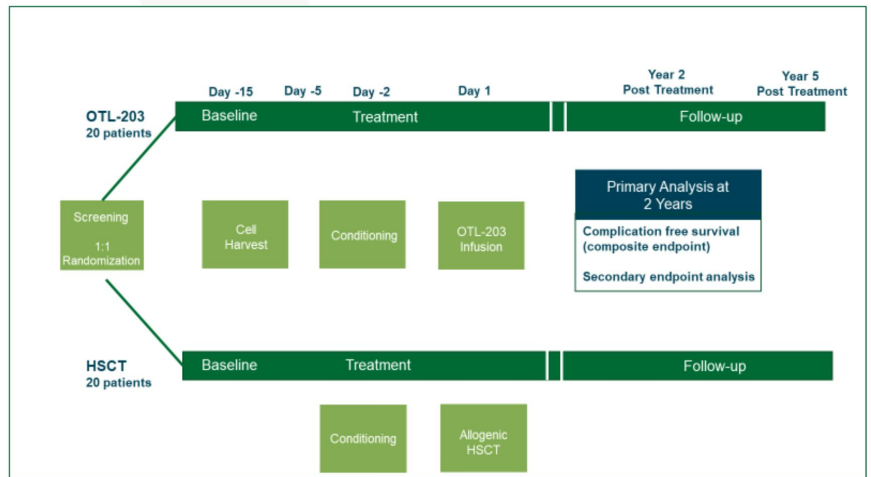 Day -15
Day -5
Day -2
Day 1
Year 2
Post Treatment
Year 5
Post Treatment
OTL-203
20 patients
Baseline
Treatment
Follow-up
Screening
1:1
Randomization
Cell
Harvest
Conditioning
OTL-203
Infusion
Primary Analysis at
2 Years
Complication free survival
(composite endpoint)
Secondary endpoint analysis
HSCT
20 patients
Baseline
Treatment
Follow-up
Conditioning
Allogenic
HSCT